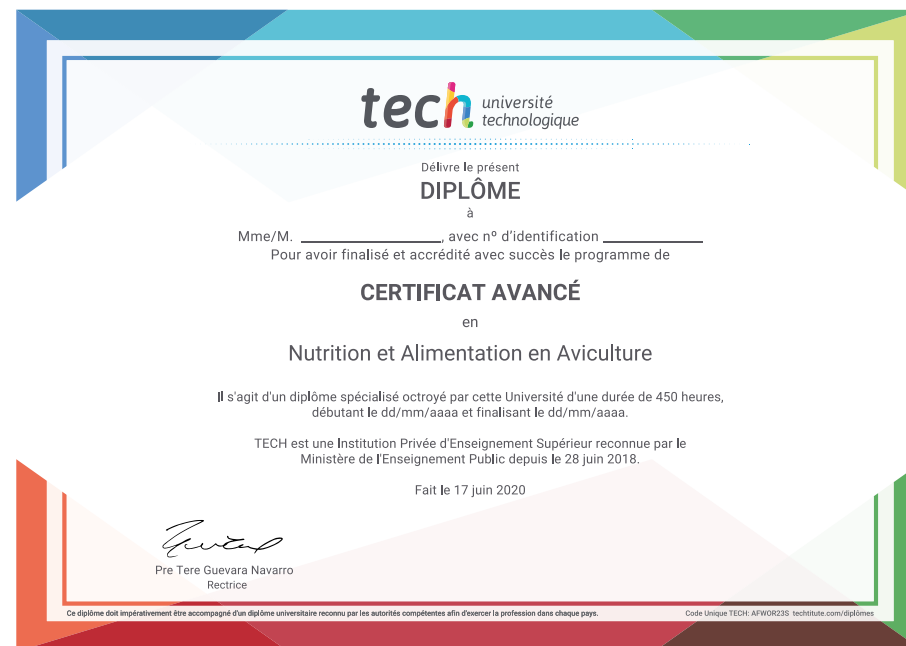 tech université
technologique
Délivre le présent
DIPLÔME
à
Mme/M. ____________________, avec nº d'identification ______________
Pour avoir finalisé et accrédité avec succès le programme de
CERTIFICAT AVANCÉ
en
Nutrition et Alimentation en Aviculture
Il s'agit d'un diplôme spécialisé octroyé par cette Université d'une durée de 450 heures,
débutant le dd/mm/aaaa et finalisant le dd/mm/aaaa.
TECH est une Institution Privée d'Enseignement Supérieur reconnue par le
Ministère de l'Enseignement Public depuis le 28 juin 2018.
Fait le 17 juin 2020
Pre Tere Guevara Navarro
Rectrice
Ce diplôme doit impérativement être accompagné d'un diplôme universitaire reconnu par les autorités compétentes afin d'exercer la profession dans chaque pays.
Code Unique TECH: AFWOR23S techtitute.com/diplômes